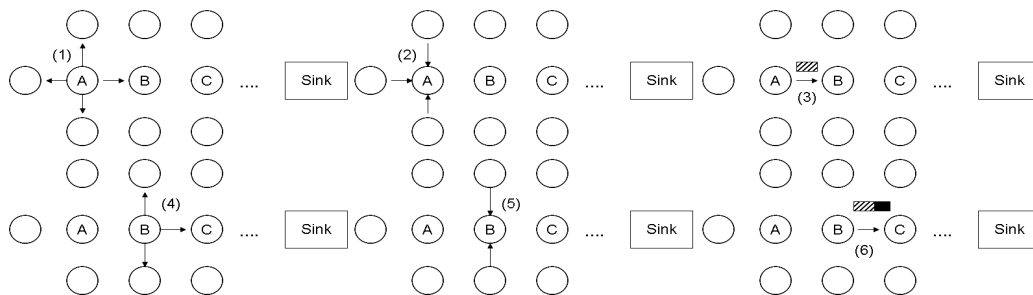 (1) (2)
A B C .... Sink A B C .... Sink A B C .... Sink
(3)
(4) (5)
A B C .... Sink A B C .... Sink A B C .... Sink
(6)